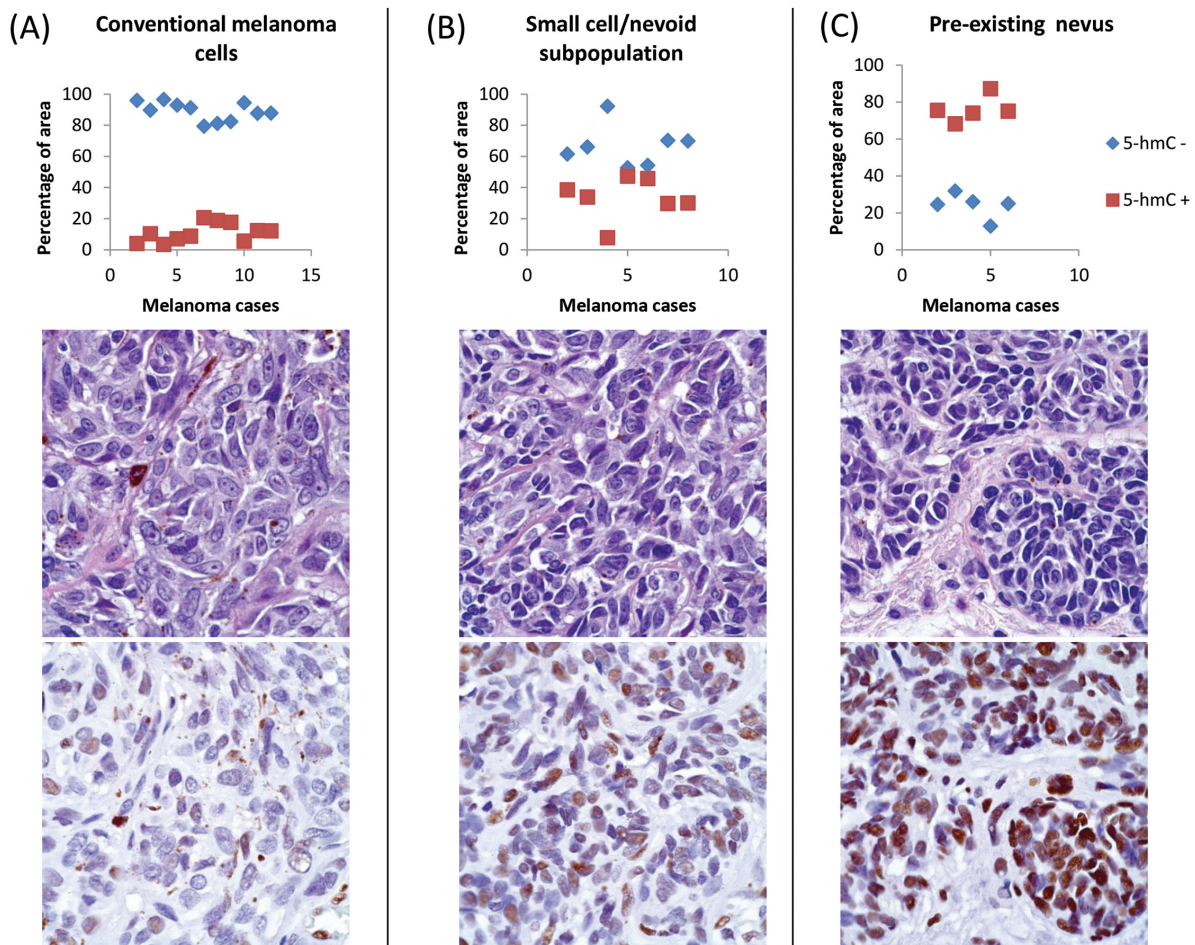 (A)
Conventional melanoma
cells
Percentage of area
100
80
60
40
20
0
0 5 10 15
Melanoma cases
(B)
Small cell/nevoid
subpopulation
Percentage of area
100
80
60
40
20
0
0 5 10
Melanoma cases
(C)
Pre-existing nevus
Percentage of area
100
80
60
40
20
0
0 5 10
Melanoma cases
5-hmC -
5-hmC +